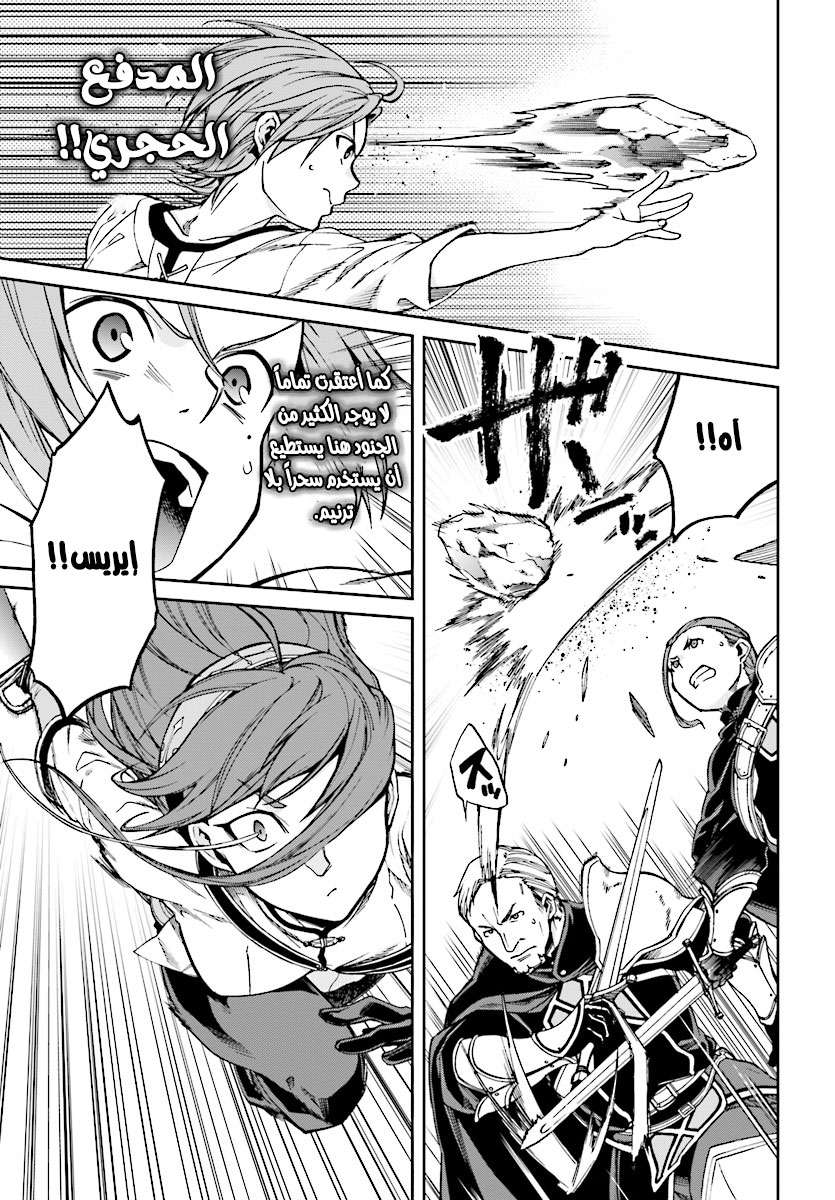 المدفع
الحجري!!
آه!!
كما أعتقدت تماماً
لا يوجد الكثير من
الجنود هنا يستطيع
أن يستخدم سحراً بلا
ترنيم.
إيريس!!